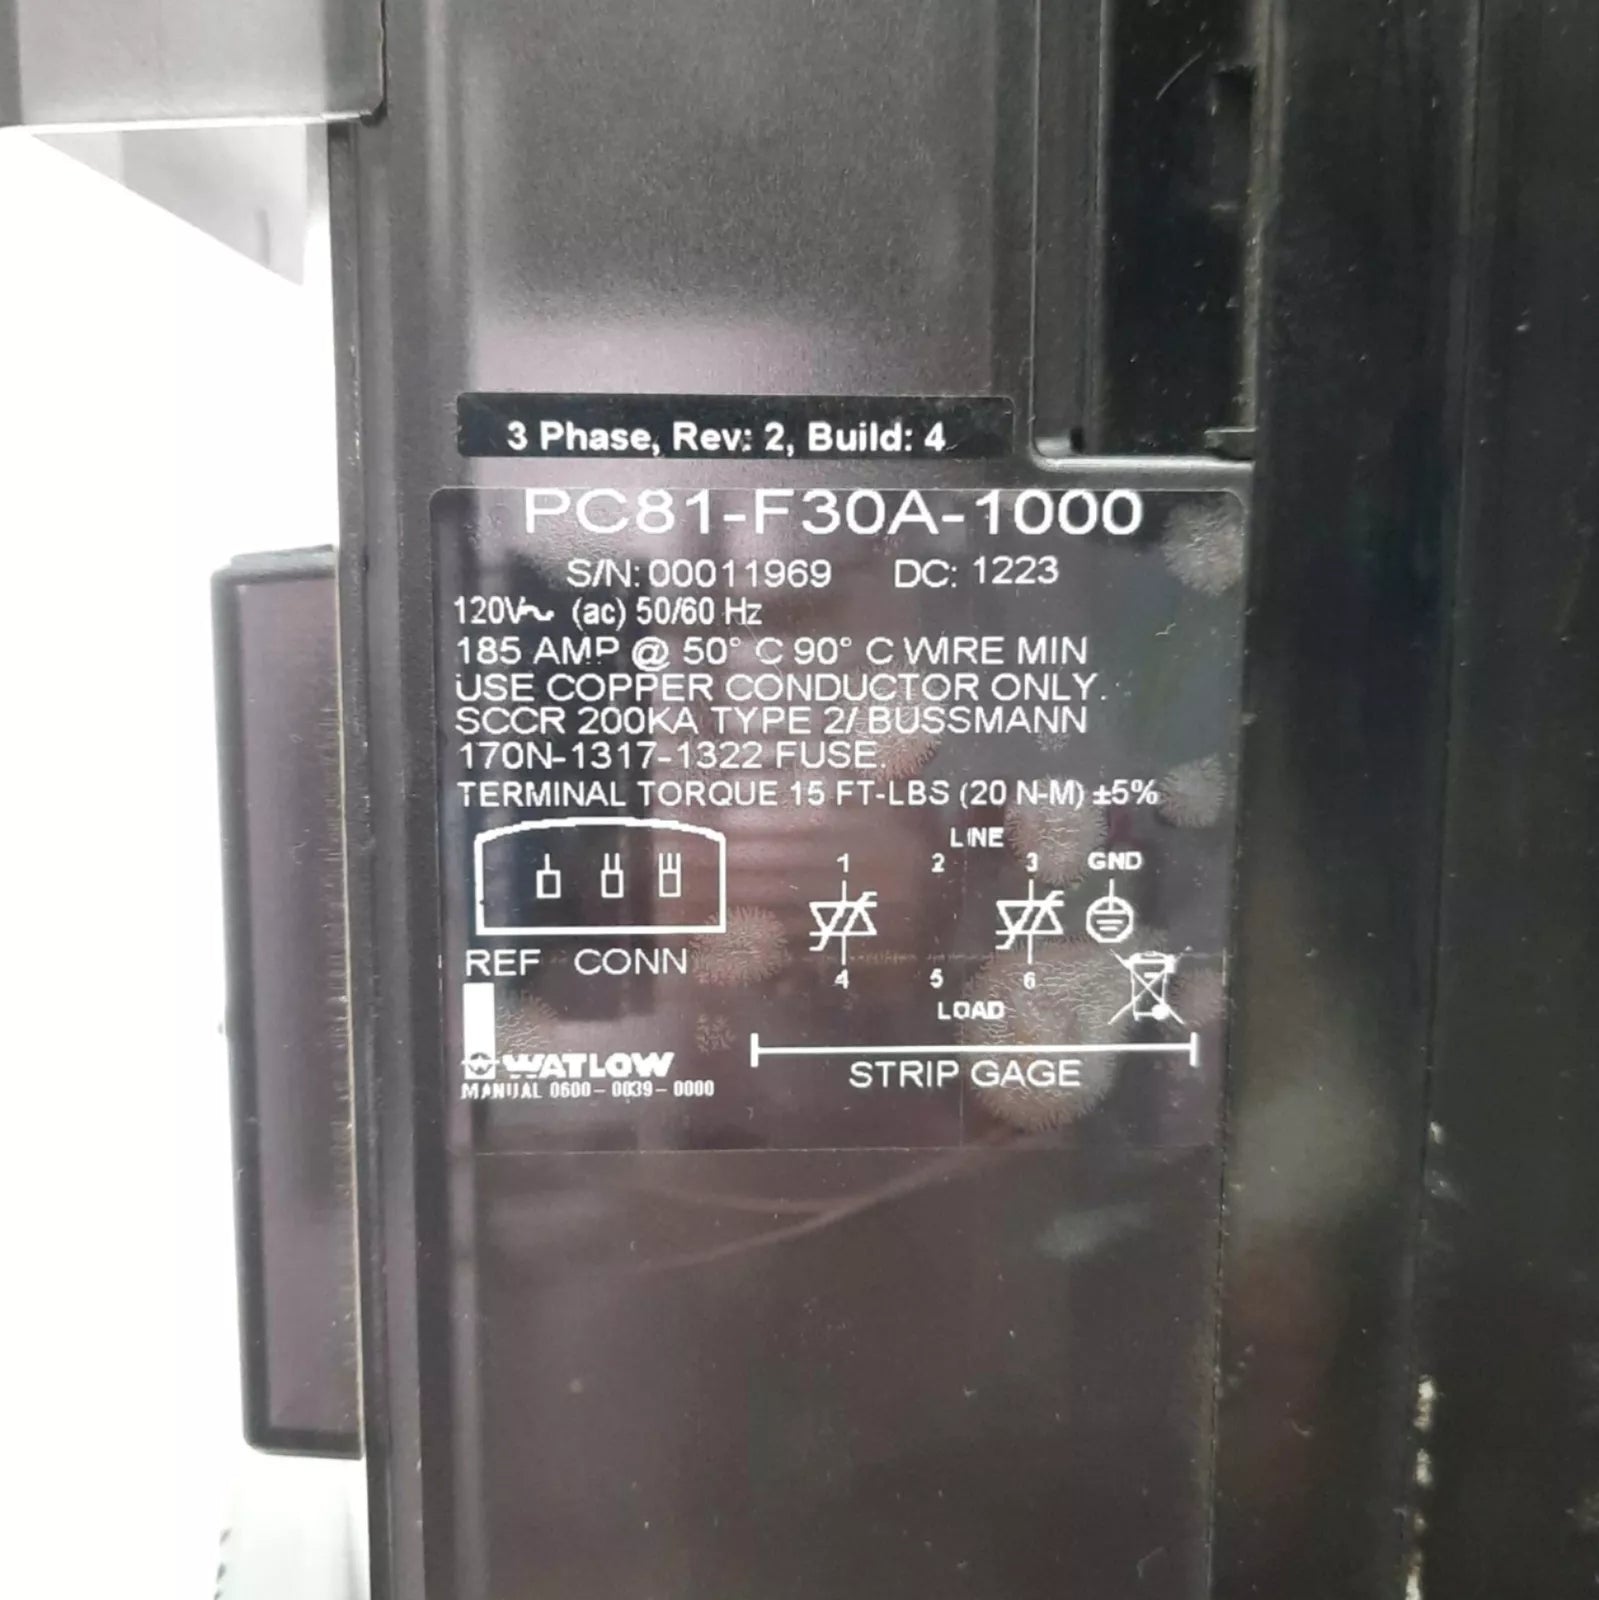 3 Phase, Rev: 2, Build: 4
PC81-F30A-1000
S/N: 00011969 DC: 1223
120V~ (ac) 50/60 Hz
185 AMP @ 50° C 90° C WIRE MIN
USE COPPER CONDUCTOR ONLY.
SCCR 200KA TYPE 2/ BUSSMANN
170N-1317-1322 FUSE.
TERMINAL TORQUE 15 FT-LBS (20 N-M) ±5%
LINE
1 2 3 GND
REF CONN
4 5 6
LOAD
WATLOW
STRIP GAGE
MANUAL 0600-0039-0000